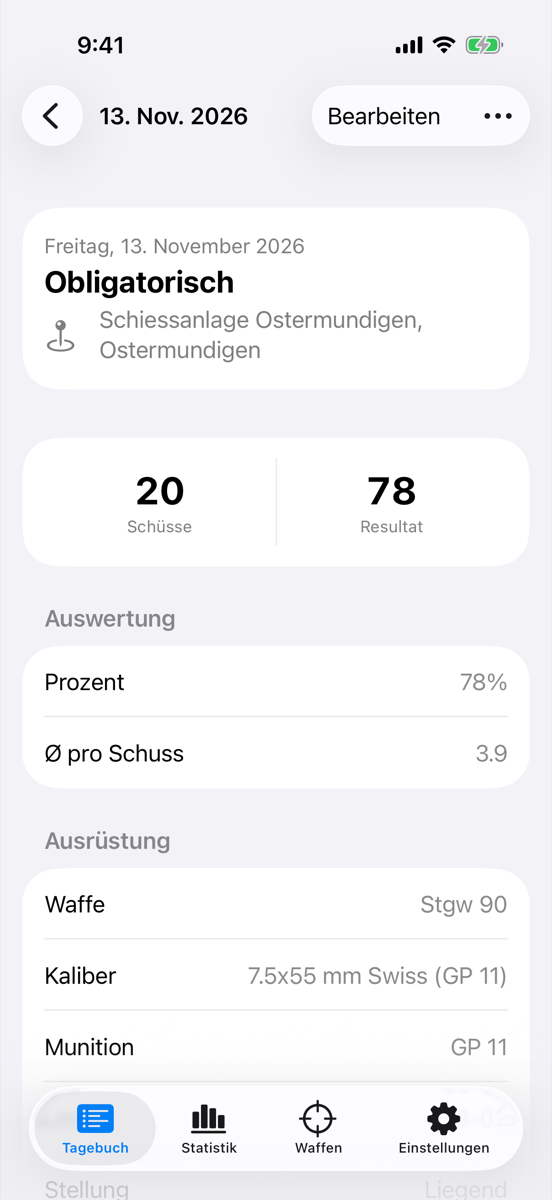 9:41
13. Nov. 2026
Bearbeiten
Freitag, 13. November 2026
Obligatorisch
Schiessanlage Ostermundigen,
Ostermundigen
20
Schüsse
78
Resultat
Auswertung
Prozent
78%
Ø pro Schuss
3.9
Ausrüstung
Waffe
Stgw 90
Kaliber
7.5x55 mm Swiss (GP 11)
Munition
GP 11
Tagebuch
Statistik
Waffen
Einstellungen
Stellung
Liegend